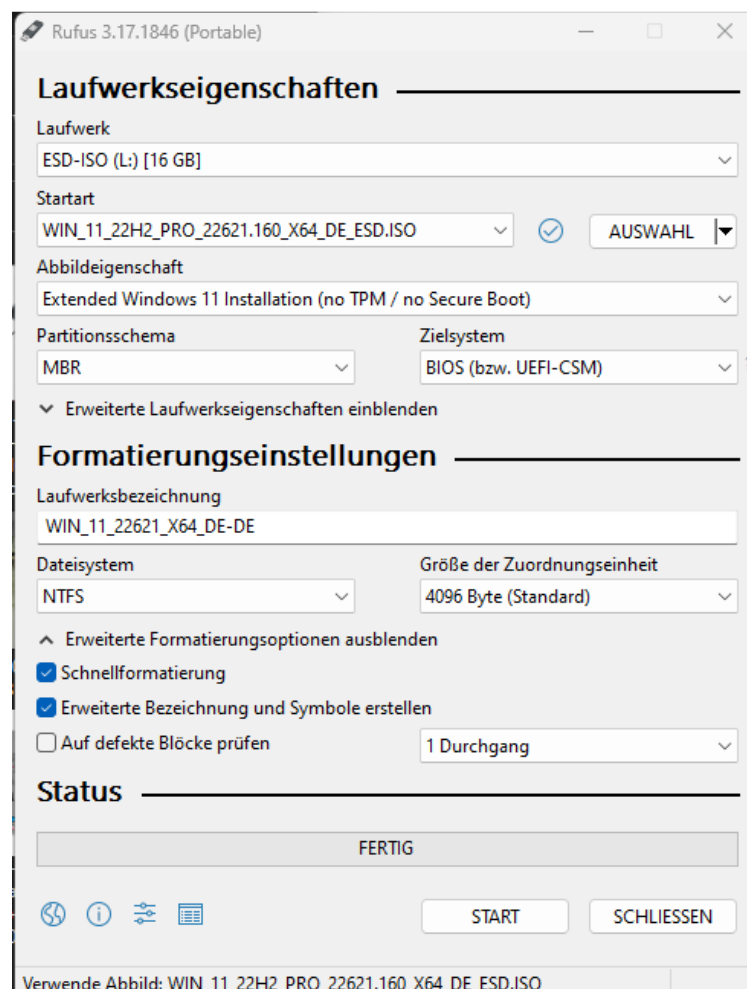 Rufus 3.17.1846 (Portable)
Laufwerkseigenschaften
Laufwerk
ESD-ISO (L:) [16 GB]
Startart
WIN_11_22H2_PRO_22621.160_X64_DE_ESD.ISO
AUSWAHL
Abbildeigenschaft
Extended Windows 11 Installation (no TPM / no Secure Boot)
Partitionsschema
Zielsystem
MBR
BIOS (bzw. UEFI-CSM)
Erweiterte Laufwerkseigenschaften einblenden
Formatierungseinstellungen
Laufwerksbezeichnung
WIN_11_22621_X64_DE-DE
Dateisystem
Größe der Zuordnungseinheit
NTFS
4096 Byte (Standard)
Erweiterte Formatierungsoptionen ausblenden
Schnellformatierung
Erweiterte Bezeichnung und Symbole erstellen
Auf defekte Blöcke prüfen
1 Durchgang
Status
FERTIG
START
SCHLIESSEN
Verwende Abbild: WIN_11_22H2_PRO_22621.160_X64_DE_ESD.ISO